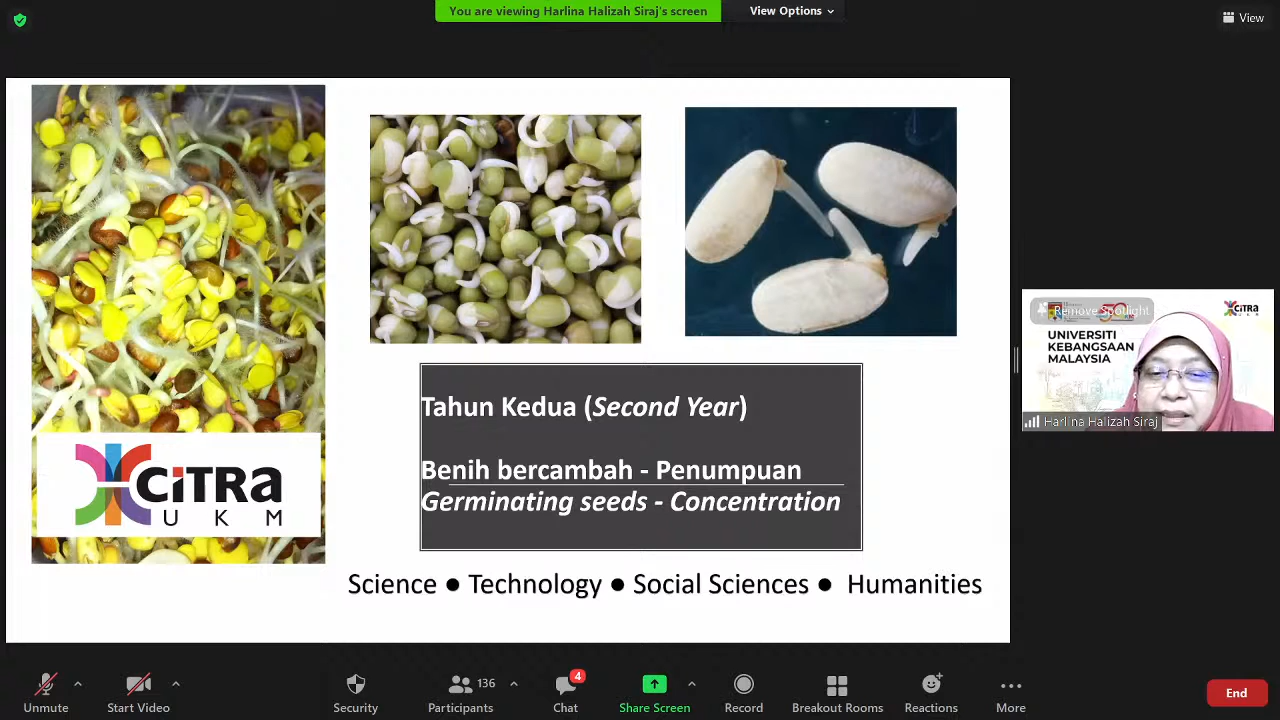 You are viewing Harlina Halizah Siraj's screen
View Options
View
CiTRa
U K M
Tahun Kedua (Second Year)
Benih bercambah - Penumpuan
Germinating seeds - Concentration
Science ● Technology ● Social Sciences ● Humanities
Remove Spotlight
CiTRa
UNIVERSITI
KEBANGSAAN
MALAYSIA
Harlina Halizah Siraj
Unmute
Start Video
Security
136
Participants
4
Chat
Share Screen
Record
Breakout Rooms
Reactions
More
End